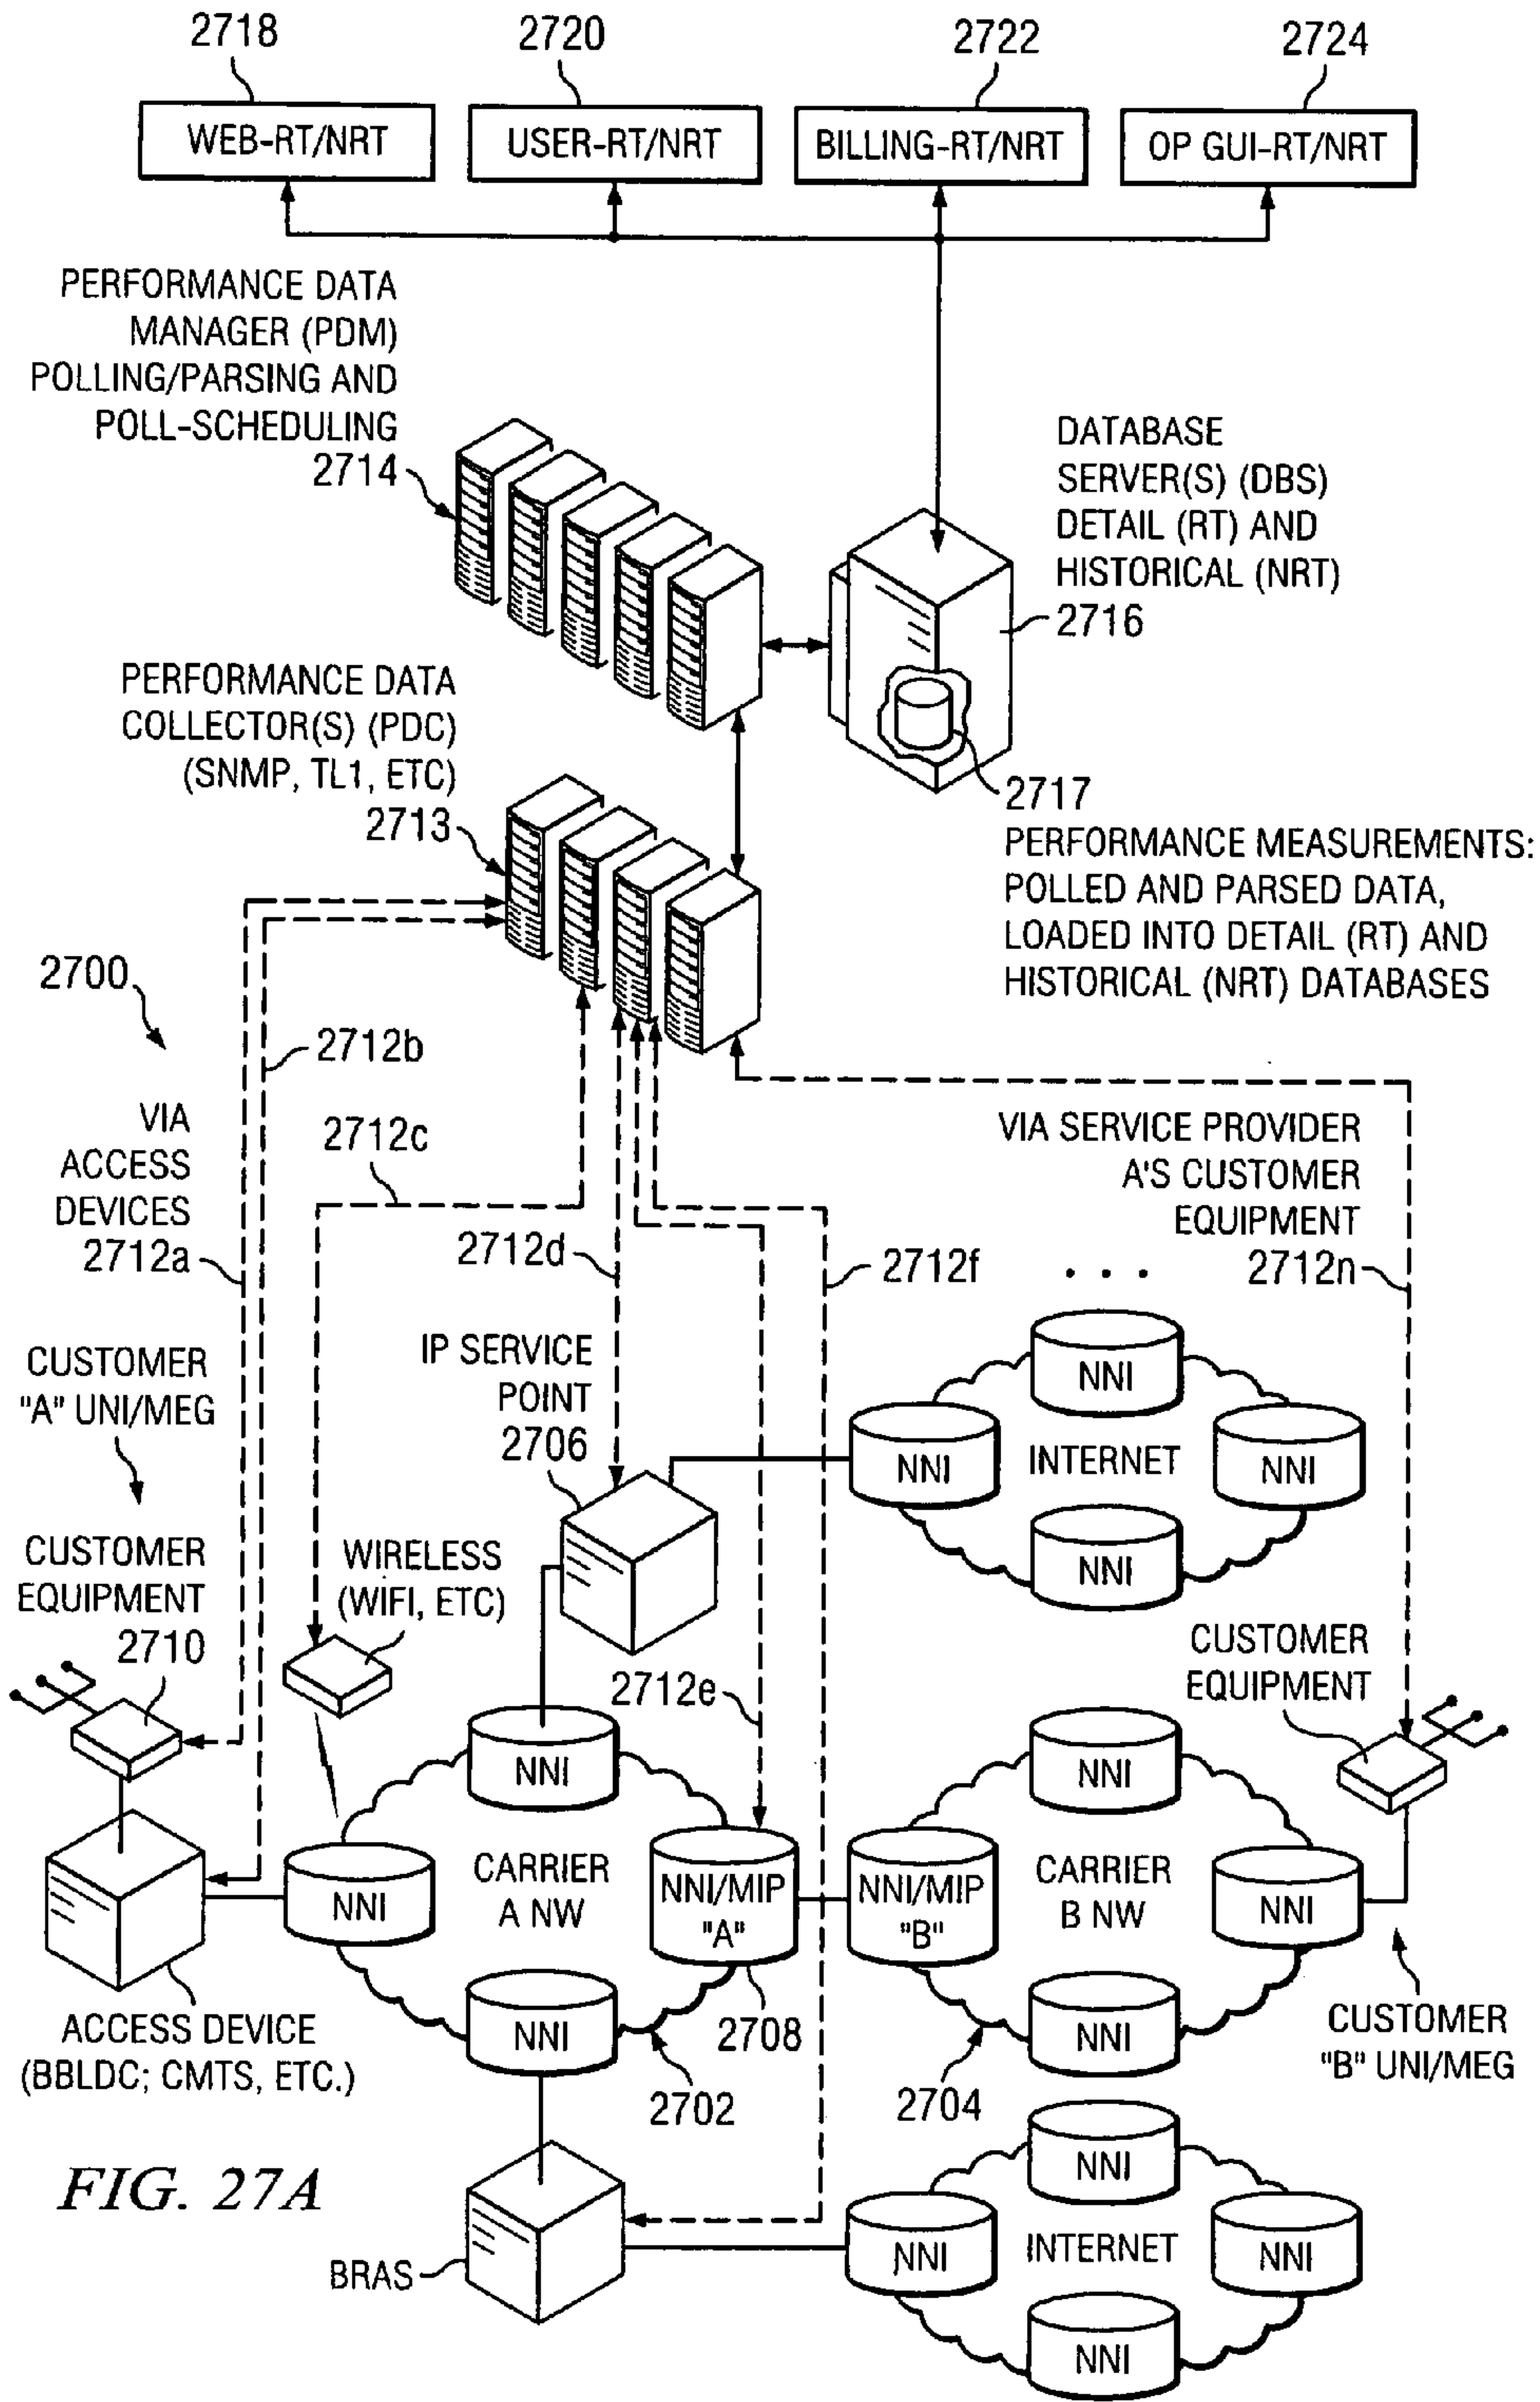 2718
2720
2722
2724
WEB-RT/NRT
USER-RT/NRT
BILLING-RT/NRT
OP GUI-RT/NRT
PERFORMANCE DATA
MANAGER (PDM)
POLLING/PARSING AND
POLL-SCHEDULING
2714
DATABASE
SERVER(S) (DBS)
DETAIL (RT) AND
HISTORICAL (NRT)
2716
PERFORMANCE DATA
COLLECTOR(S) (PDC)
(SNMP, TL1, ETC)
2713
2717
PERFORMANCE MEASUREMENTS:
POLLED AND PARSED DATA,
LOADED INTO DETAIL (RT) AND
HISTORICAL (NRT) DATABASES
2700
2712b
VIA
ACCESS
DEVICES
2712a
2712c
VIA SERVICE PROVIDER
A'S CUSTOMER
EQUIPMENT
2712n
2712d
2712f
. . .
CUSTOMER
"A" UNI/MEG
IP SERVICE
POINT
2706
NNI
NNI
INTERNET
NNI
NNI
CUSTOMER
EQUIPMENT
2710
WIRELESS
(WIFI, ETC)
2712e
CUSTOMER
EQUIPMENT
NNI
NNI
CARRIER
A NW
NNI/MIP
"A"
NNI
2702
2708
NNI
NNI/MIP
"B"
CARRIER
B NW
NNI
NNI
2704
ACCESS DEVICE
(BBLDC; CMTS, ETC.)
CUSTOMER
"B" UNI/MEG
BRAS
NNI
NNI
INTERNET
NNI
NNI
FIG. 27A